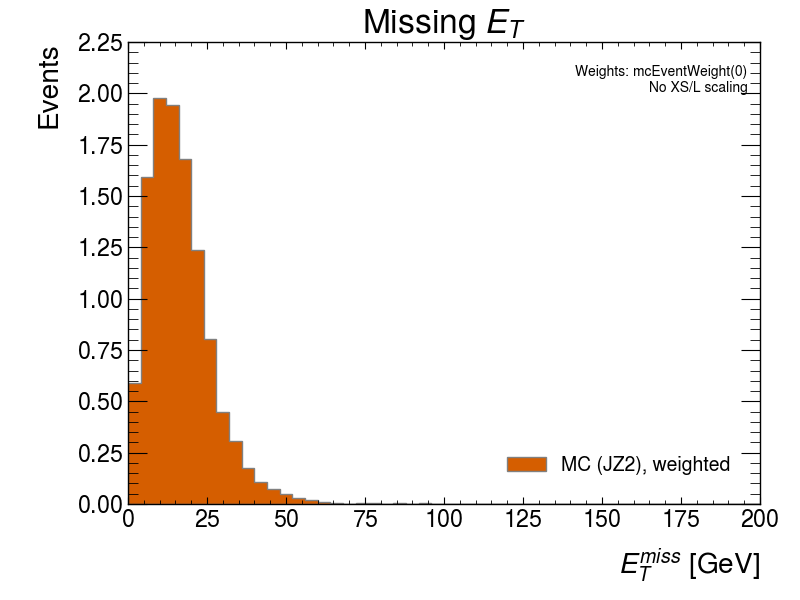 Missing E_T
Events
2.25
2.00
1.75
1.50
1.25
1.00
0.75
0.50
0.25
0.00
Weights: mcEventWeight(0)
No XS/L scaling
MC (JZ2), weighted
0 25 50 75 100 125 150 175 200
E_T^miss [GeV]